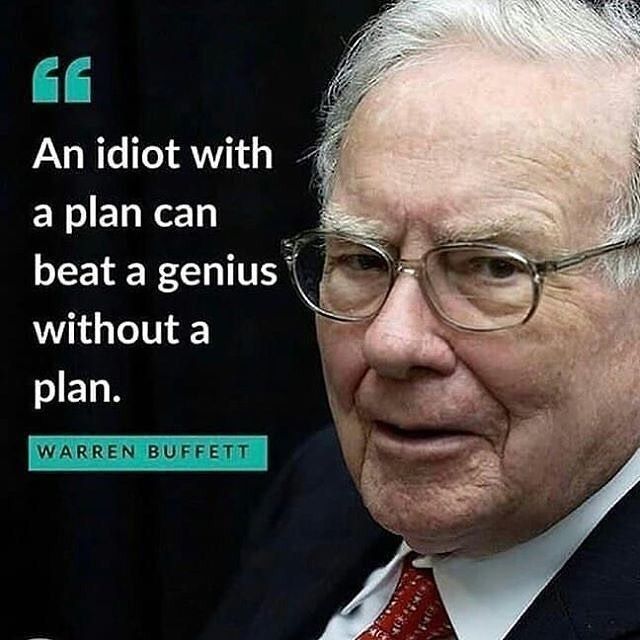 “
An idiot with
a plan can
beat a genius
without a
plan.
WARREN BUFFETT